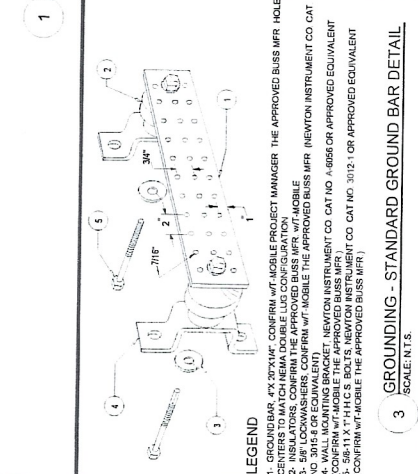 1
5
2
4
3/4"
2"
7/16"
1"
1
3
LEGEND
1- GROUND BAR, 4"X 20"X1/4", CONFIRM w/T-MOBILE PROJECT MANAGER THE APPROVED BUSS MFR HOLE
CENTERS TO MATCH NEMA DOUBLE LUG CONFIGURATION
2- INSULATORS, CONFIRM THE APPROVED BUSS MFR w/T-MOBILE
3- 5/8" LOCKWASHERS, CONFIRM w/T-MOBILE THE APPROVED BUSS MFR (NEWTON INSTRUMENT CO CAT
NO 3015-8 OR EQUIVALENT)
4- WALL MOUNTING BRACKET, NEWTON INSTRUMENT CO CAT NO A-6056 OR APPROVED EQUIVALENT
(CONFIRM w/T-MOBILE THE APPROVED BUSS MFR )
5- 5/8-11 X 1" H H C S BOLTS, NEWTON INSTRUMENT CO CAT NO 3012-1 OR APPROVED EQUIVALENT
(CONFIRM w/T-MOBILE THE APPROVED BUSS MFR )
3 GROUNDING - STANDARD GROUND BAR DETAIL
SCALE: N.T.S.